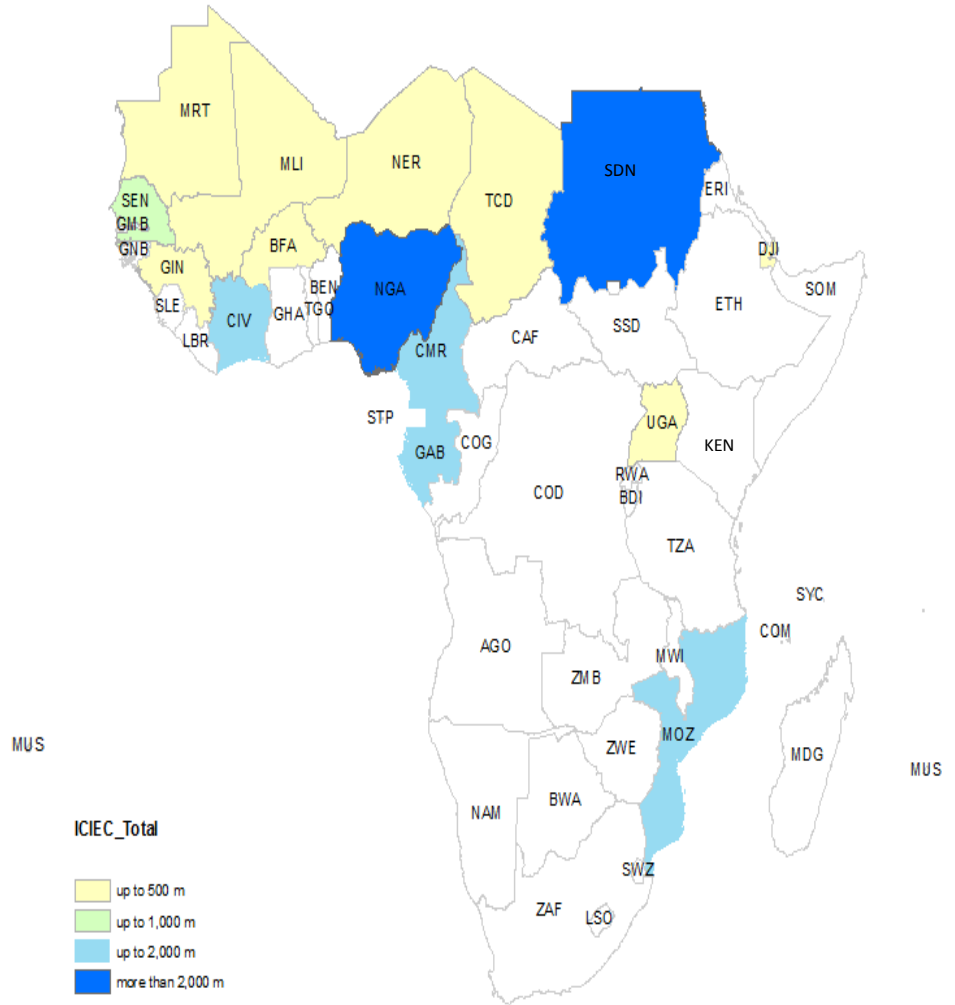 MRT
MLI
NER
TCD
SDN
ERI
SEN
GMB
GNB
GIN
BFA
DJI
SLE
LBR
CIV
GHA
BEN
TGO
NGA
CMR
CAF
SSD
ETH
SOM
STP
GAB
COG
UGA
KEN
RWA
BDI
COD
TZA
SYC
COM
AGO
MWI
ZMB
MOZ
ZWE
MDG
MUS
MUS
NAM
BWA
SWZ
ZAF
LSO
ICIEC_Total
up to 500 m
up to 1,000 m
up to 2,000 m
more than 2,000 m